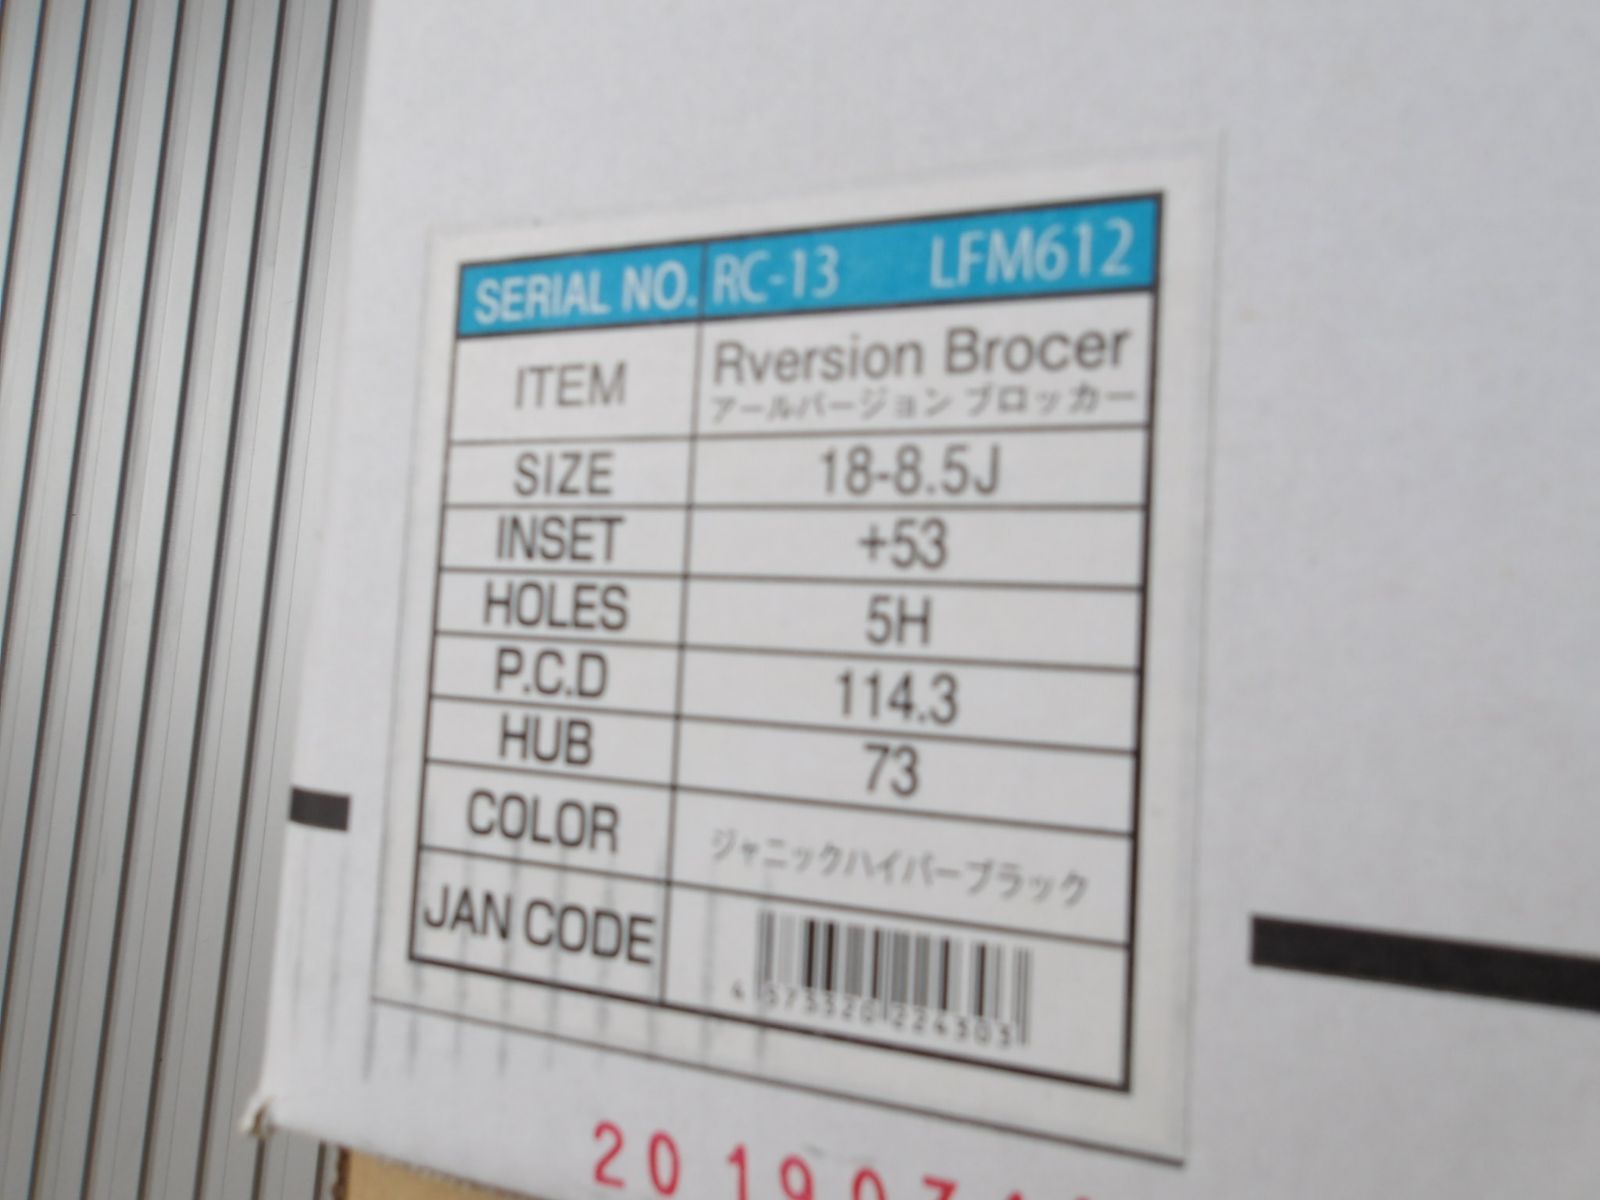 SERIAL NO. RC-13 LFM612
ITEM Rversion Brocer
アールバージョン ブロッカー
SIZE 18-8.5J
INSET +53
HOLES 5H
P.C.D 114.3
HUB 73
COLOR ジャニックハイパーブラック
JAN CODE